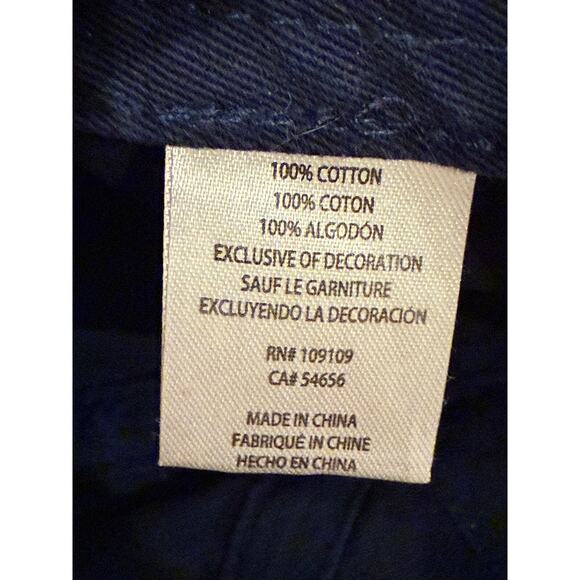 100% COTTON
100% COTON
100% ALGODÓN
EXCLUSIVE OF DECORATION
SAUF LE GARNITURE
EXCLUYENDO LA DECORACIÓN
RN# 109109
CA# 54656
MADE IN CHINA
FABRIQUÉ IN CHINE
HECHO EN CHINA